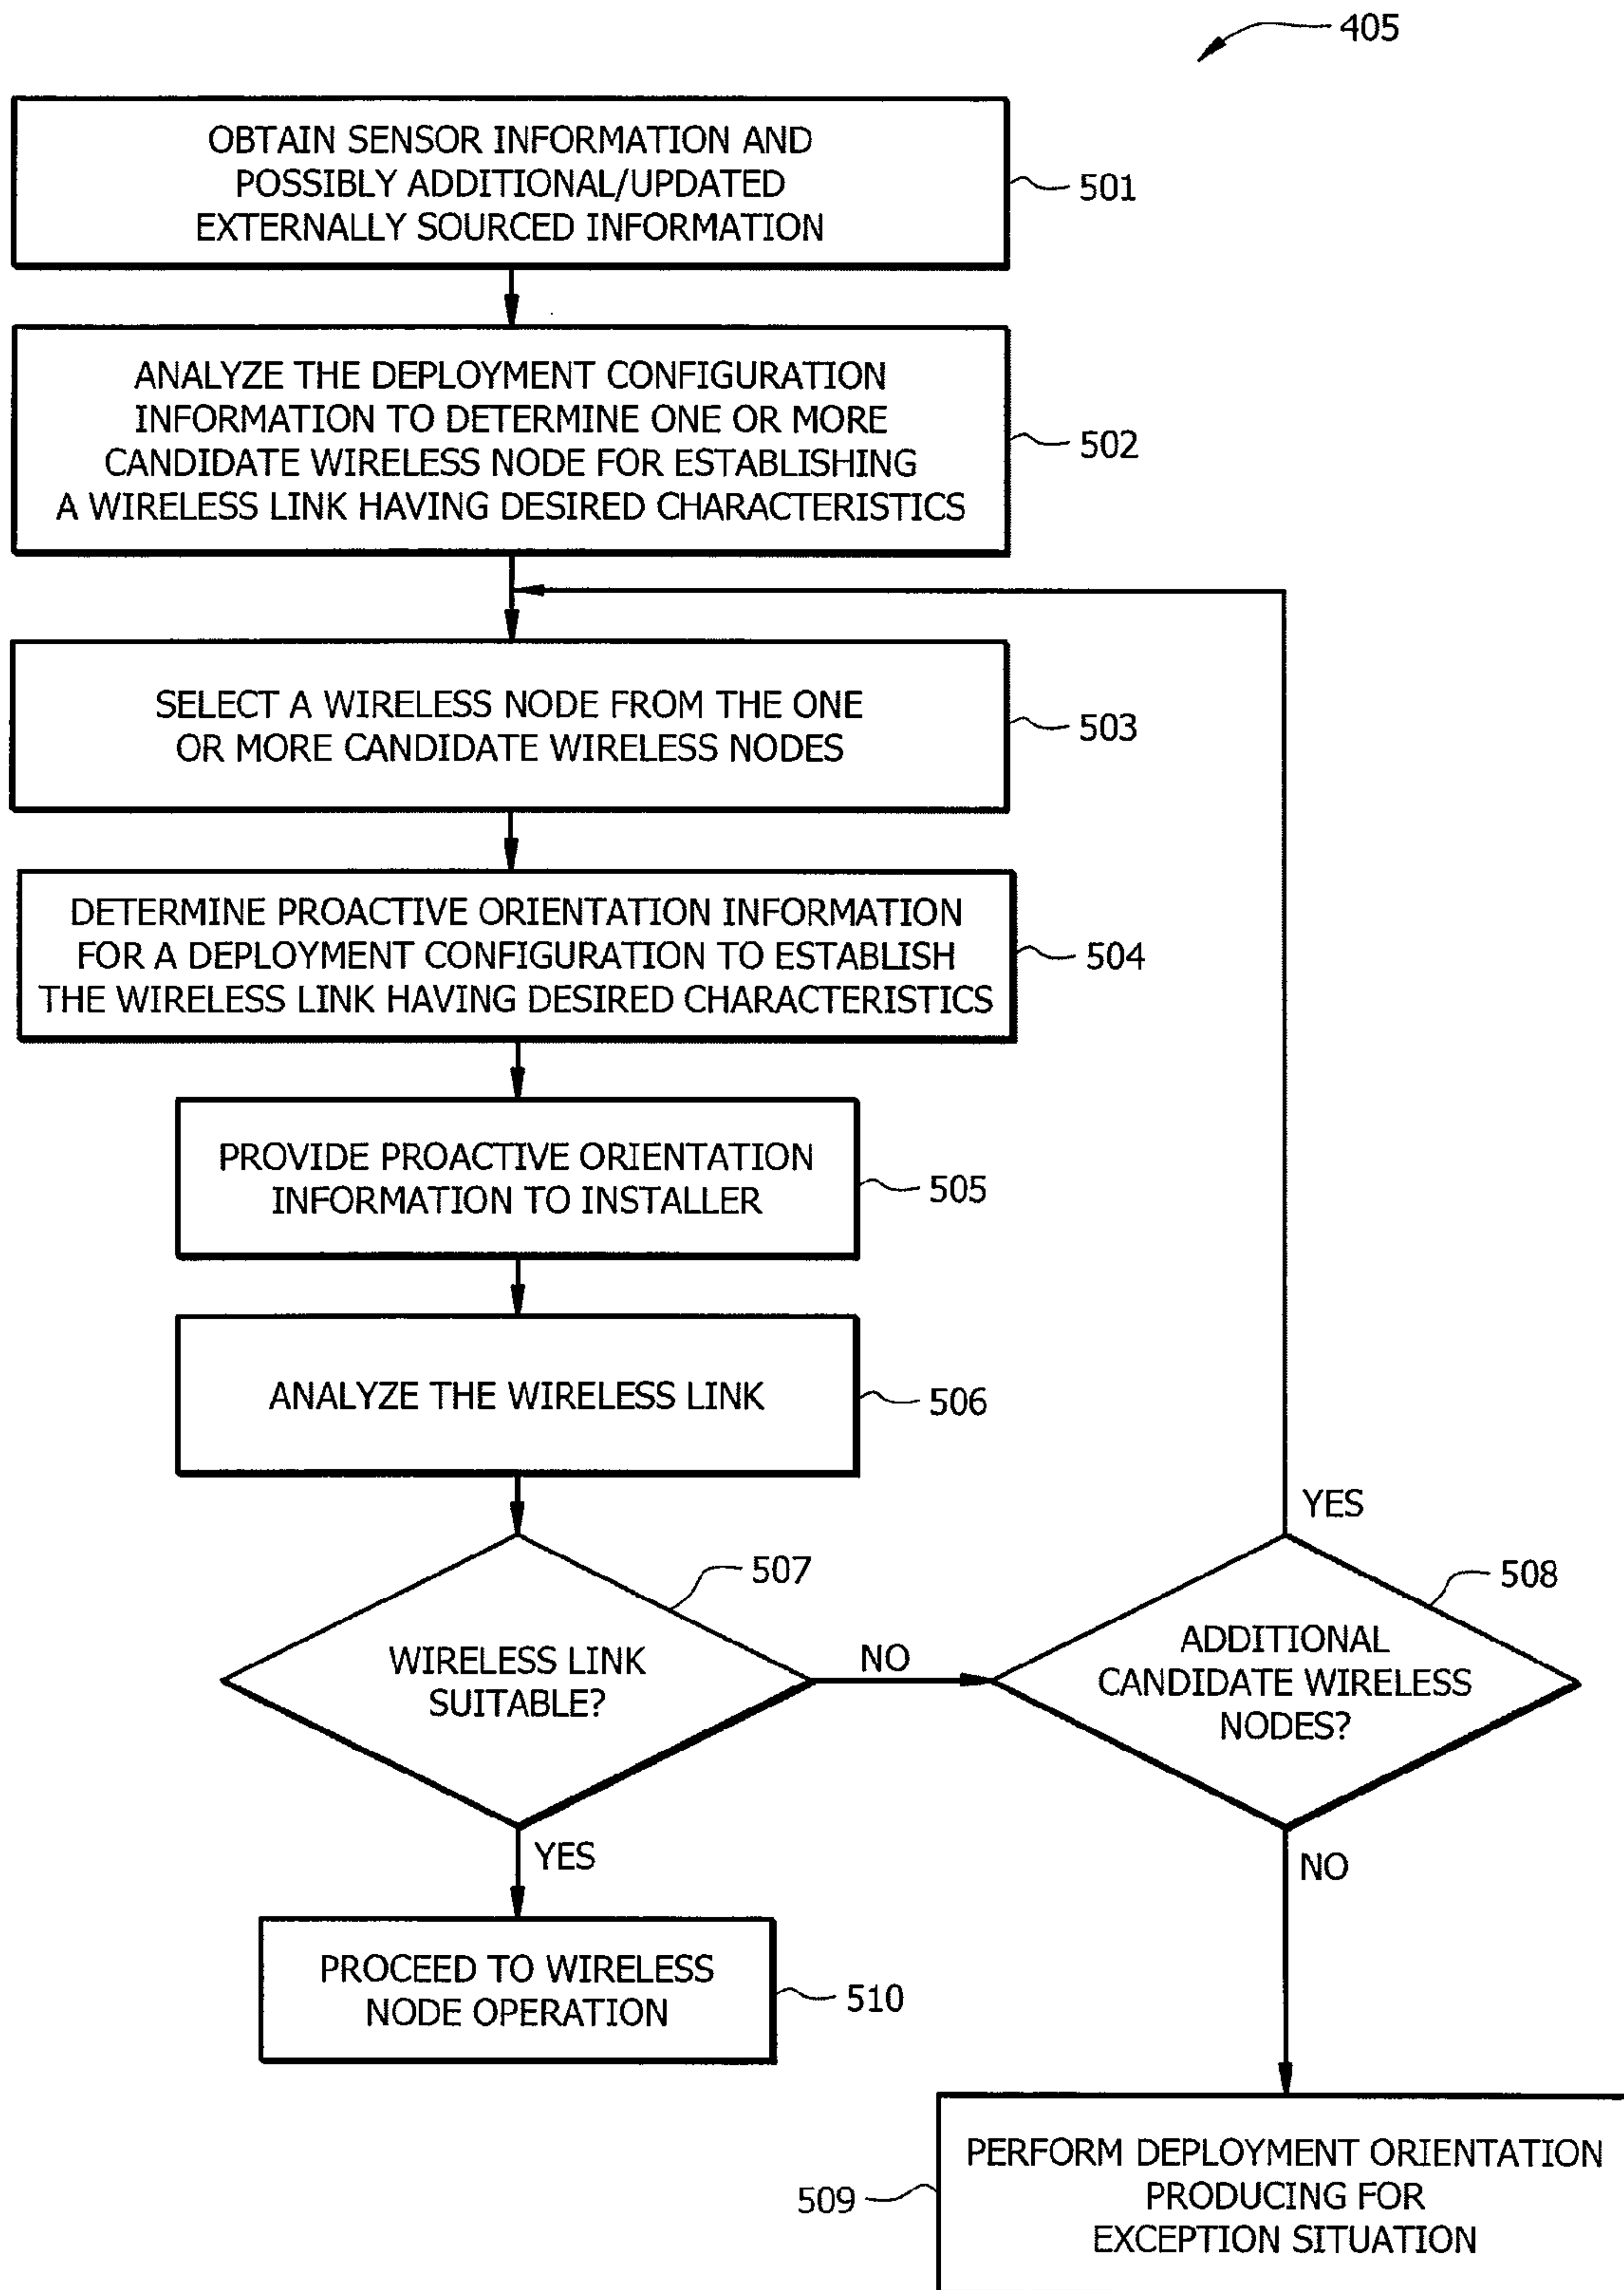 405
OBTAIN SENSOR INFORMATION AND
POSSIBLY ADDITIONAL/UPDATED
EXTERNALLY SOURCED INFORMATION
501
ANALYZE THE DEPLOYMENT CONFIGURATION
INFORMATION TO DETERMINE ONE OR MORE
CANDIDATE WIRELESS NODE FOR ESTABLISHING
A WIRELESS LINK HAVING DESIRED CHARACTERISTICS
502
SELECT A WIRELESS NODE FROM THE ONE
OR MORE CANDIDATE WIRELESS NODES
503
DETERMINE PROACTIVE ORIENTATION INFORMATION
FOR A DEPLOYMENT CONFIGURATION TO ESTABLISH
THE WIRELESS LINK HAVING DESIRED CHARACTERISTICS
504
PROVIDE PROACTIVE ORIENTATION
INFORMATION TO INSTALLER
505
ANALYZE THE WIRELESS LINK
506
WIRELESS LINK
SUITABLE?
507
NO
YES
ADDITIONAL
CANDIDATE WIRELESS
NODES?
508
YES
NO
PROCEED TO WIRELESS
NODE OPERATION
510
PERFORM DEPLOYMENT ORIENTATION
PRODUCING FOR
EXCEPTION SITUATION
509